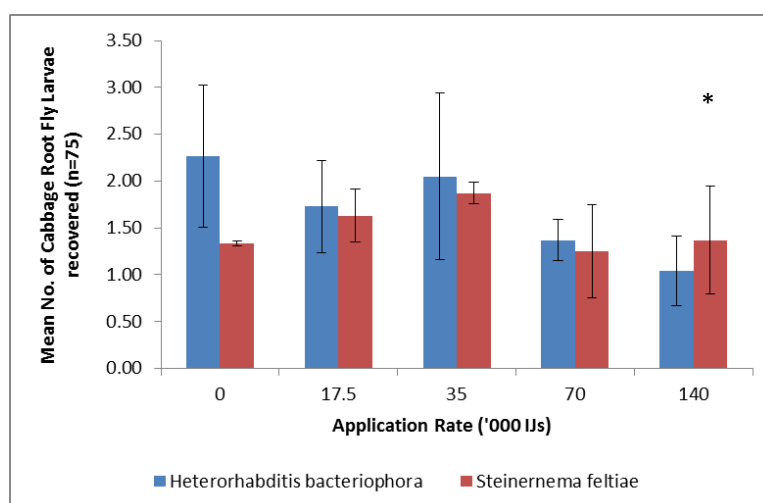 3.50
3.00
2.50
2.00
1.50
1.00
0.50
0.00
Mean No. of Cabbage Root Fly Larvae
recovered (n=75)
*
0 17.5 35 70 140
Application Rate ('000 IJs)
Heterorhabditis bacteriophora Steinernema feltiae